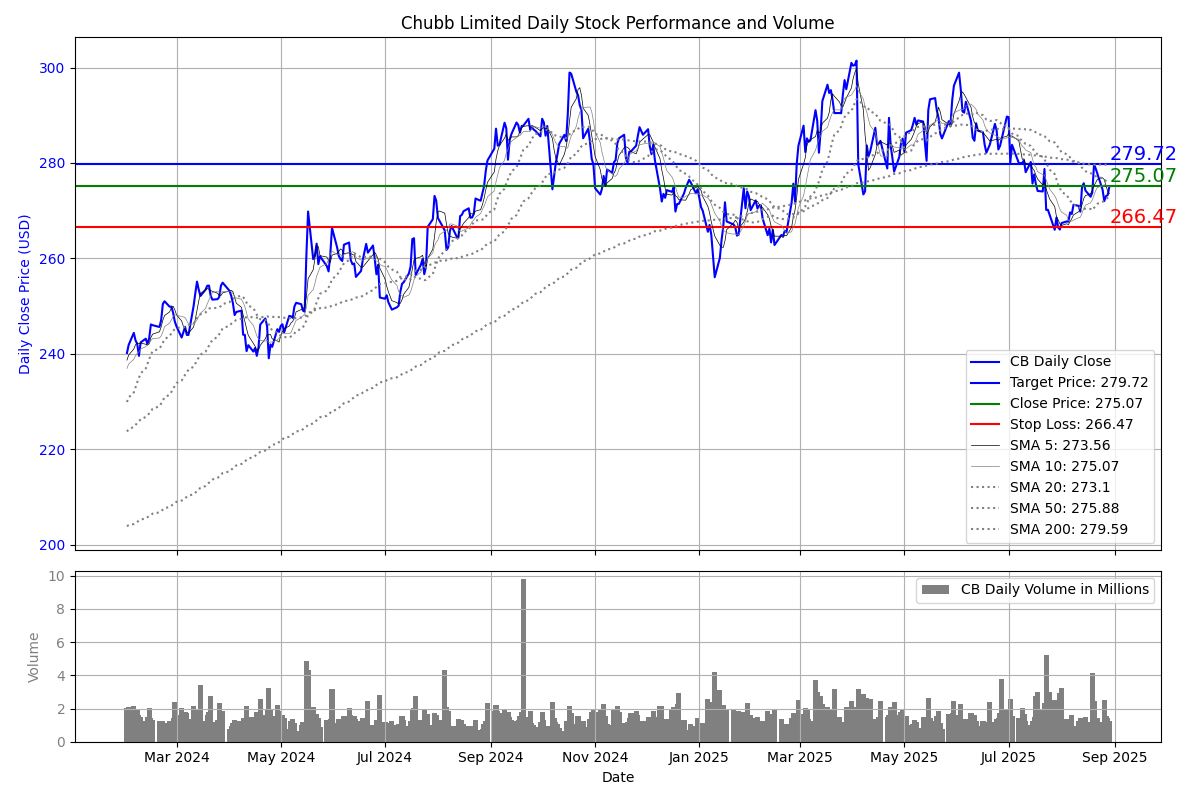 Chubb Limited Daily Stock Performance and Volume
Daily Close Price (USD)
300
280
260
240
220
200
279.72
275.07
266.47
CB Daily Close
Target Price: 279.72
Close Price: 275.07
Stop Loss: 266.47
SMA 5: 273.56
SMA 10: 275.07
SMA 20: 273.1
SMA 50: 275.88
SMA 200: 279.59
Volume
10
8
6
4
2
0
CB Daily Volume in Millions
Mar 2024
May 2024
Jul 2024
Sep 2024
Nov 2024
Jan 2025
Mar 2025
May 2025
Jul 2025
Sep 2025
Date